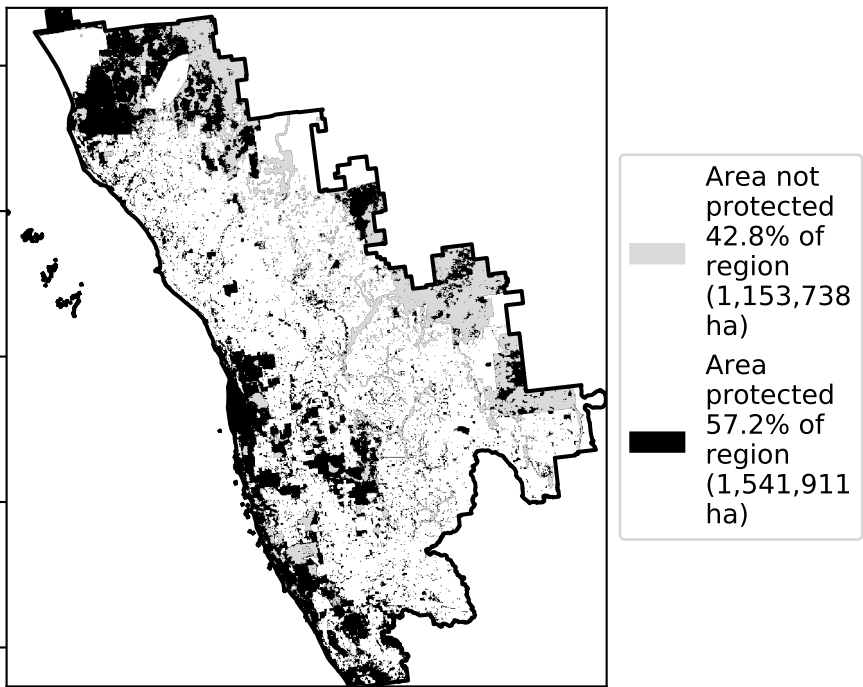 Area not
protected
42.8% of
region
(1,153,738
ha)
Area
protected
57.2% of
region
(1,541,911
ha)